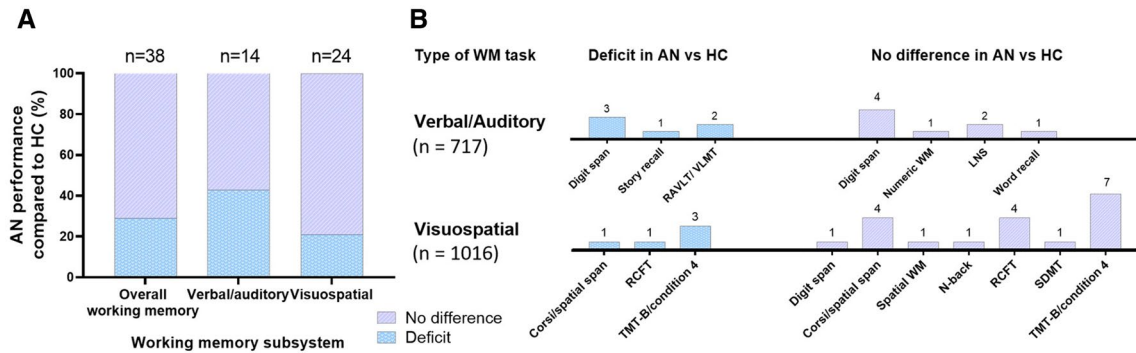 A
n=38 n=14 n=24
AN performance
compared to HC (%)
100
80
60
40
20
0
Overall
working memory
Verbal/auditory
Visuospatial
Working memory subsystem
No difference
Deficit
B
Type of WM task Deficit in AN vs HC No difference in AN vs HC
Verbal/Auditory
(n = 717)
3 1 2
Digit span Story recall RAVLT/ VLMT
4 1 2 1
Digit span Numeric WM LNS Word recall
Visuospatial
(n = 1016)
1 1 3
Corsi/spatial span RCFT TMT-B/condition 4
1 4 1 1 4 1 7
Digit span Corsi/spatial span Spatial WM N-back RCFT SDMT TMT-B/condition 4